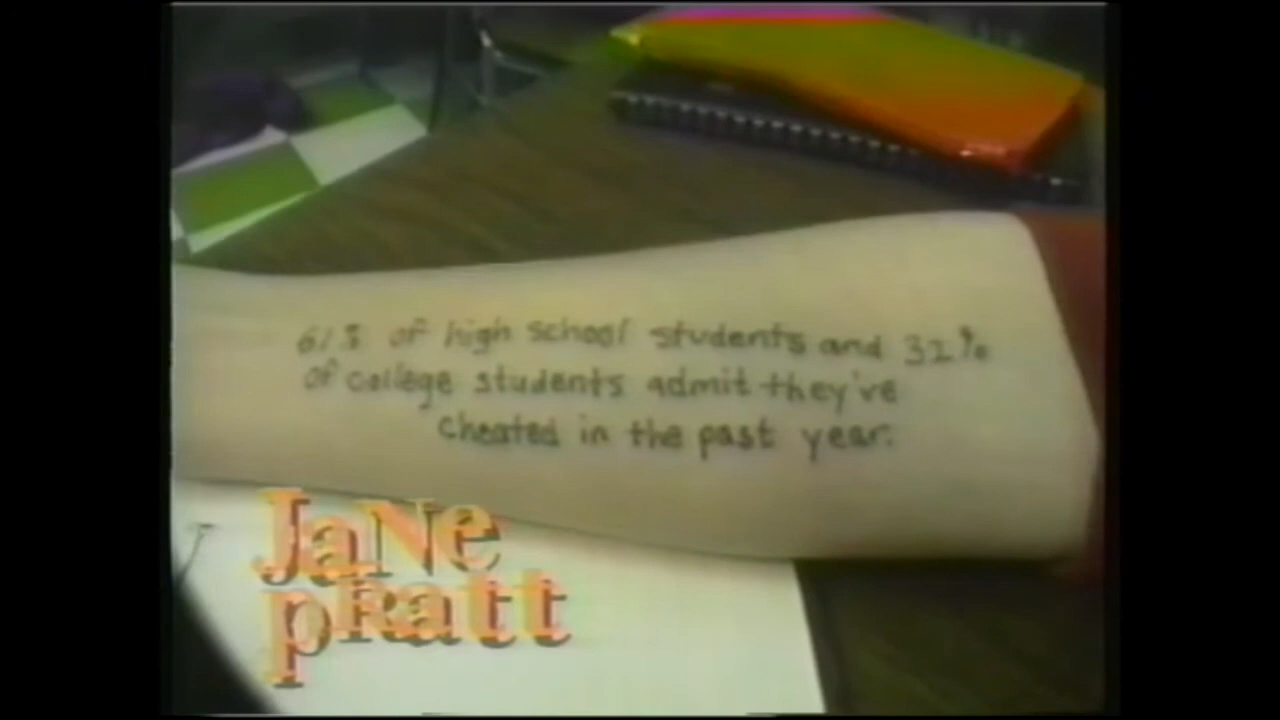 61% of high school students and 32%
of college students admit they've
cheated in the past year.
JaNe
pRatt